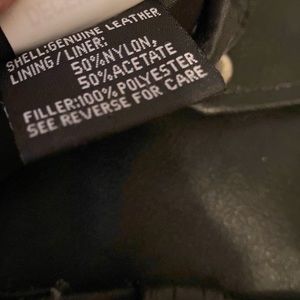 SHELL:GENUINE LEATHER
LINING/LINER:
50%NYLON,
50%ACETATE
FILLER:100%POLYESTER
SEE REVERSE FOR CARE